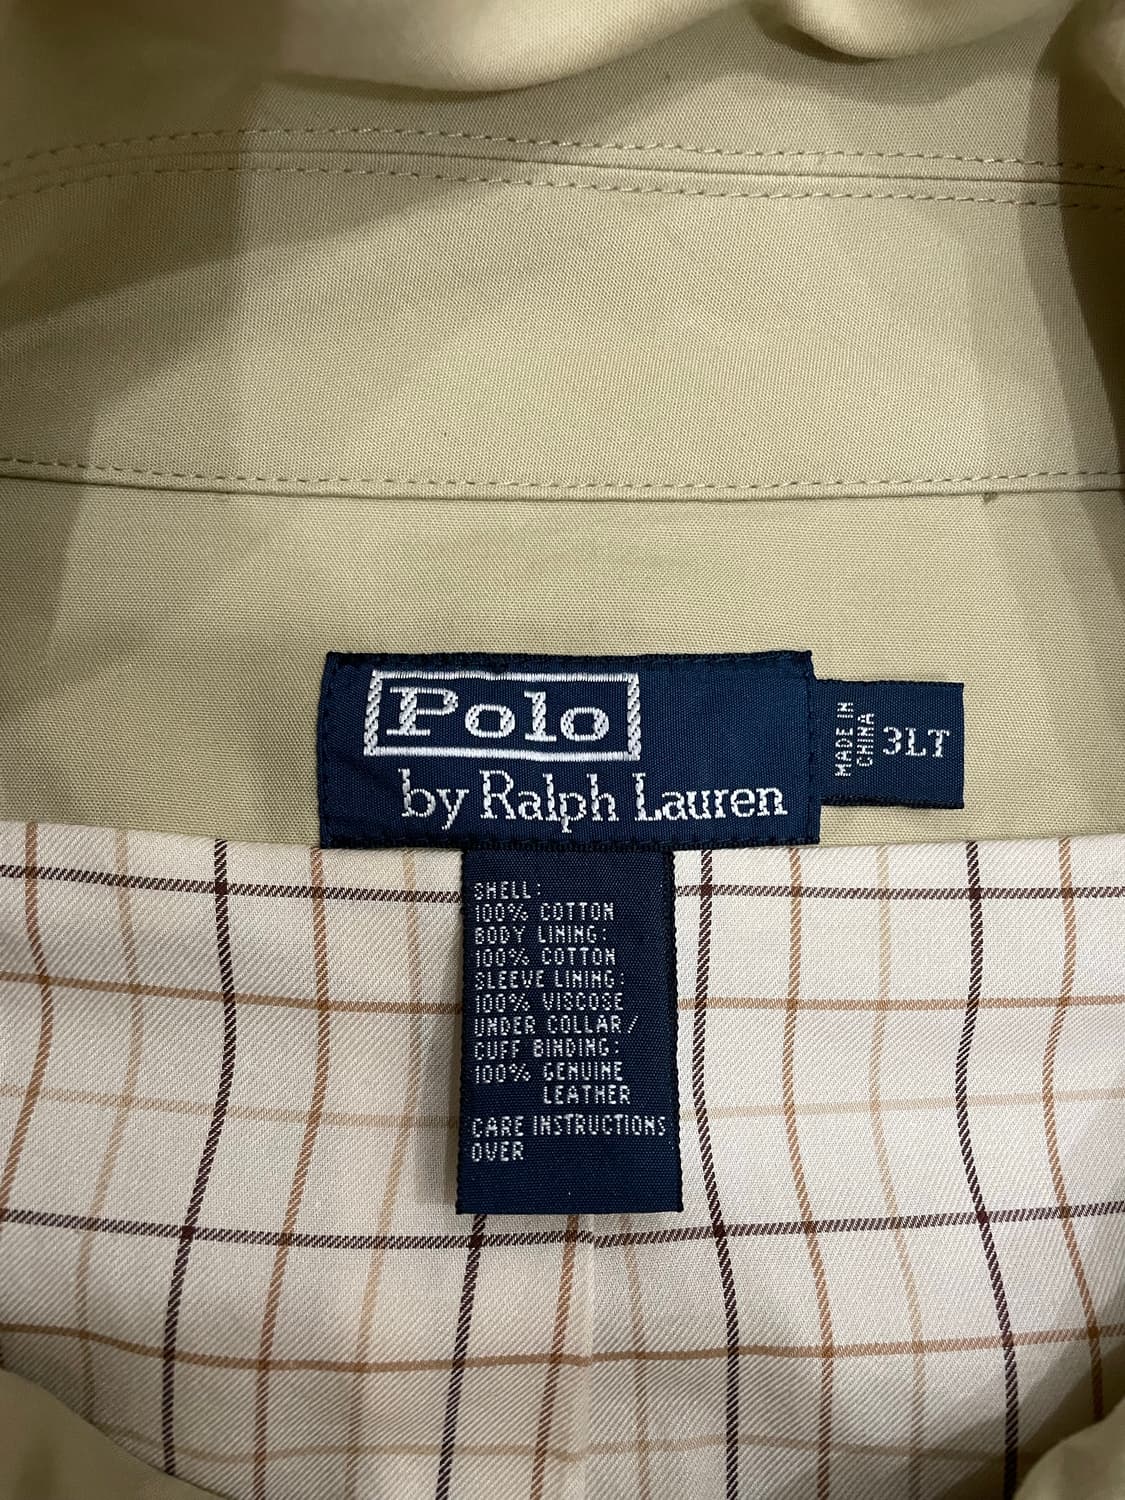 Polo
by Ralph Lauren
MADE IN
CHINA
3LT
SHELL:
100% COTTON
BODY LINING:
100% COTTON
SLEEVE LINING:
100% VISCOSE
UNDER COLLAR/
CUFF BINDING:
100% GENUINE
LEATHER
CARE INSTRUCTIONS
OVER